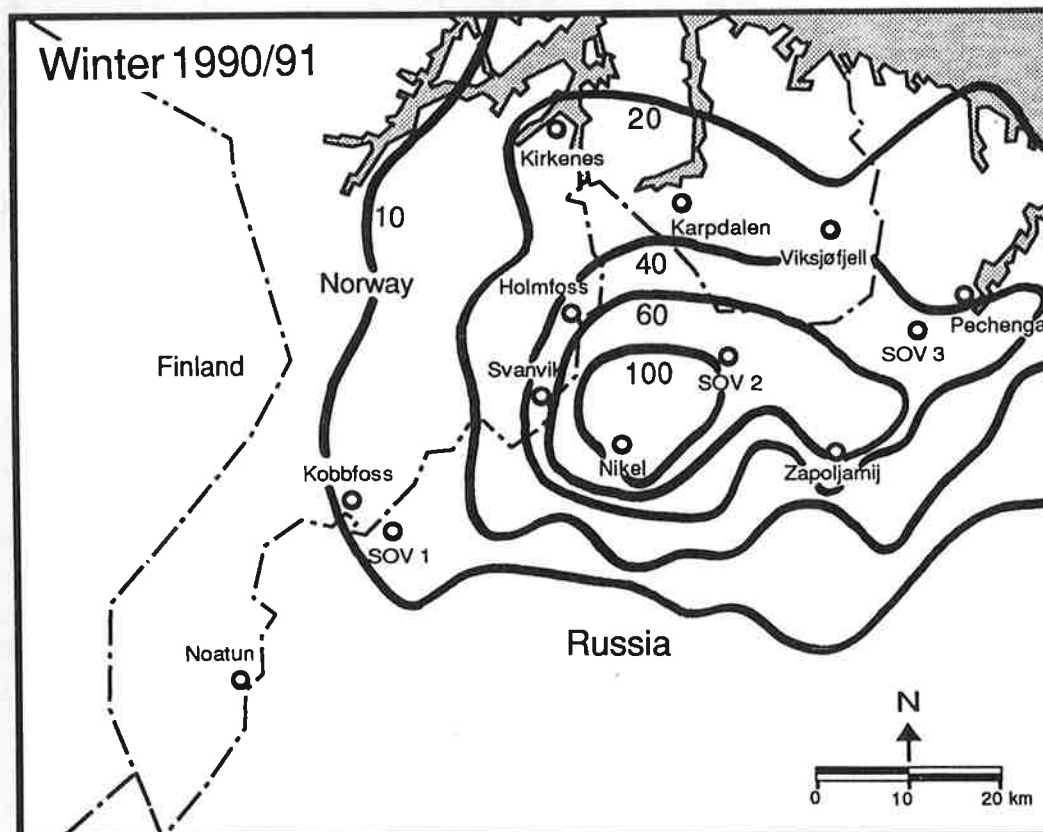 Winter 1990/91
20
Kirkenes
10
Karpdalen
Viksjøfjell
40
Norway
Holmfoss
60
Pechenga
SOV 3
Finland
Svanvik
100
SOV 2
Nikel
Zapoljarnij
Kobbfoss
SOV 1
Russia
Noatun
N
0 10 20 km